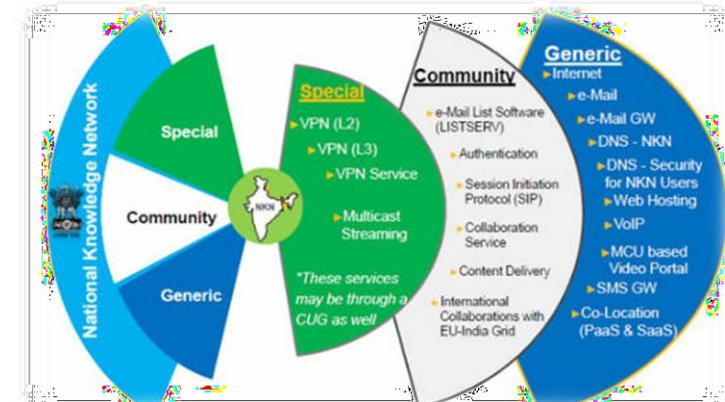 National Knowledge Network
Special
Community
Generic
NKN
Special
▸VPN (L2)
▸VPN (L3)
▸VPN Service
▸Multicast
Streaming
*These services
may be through a
CUG as well
Community
▸e-Mail List Software
(LISTSERV)
▸Authentication
▸Session Initiation
Protocol (SIP)
▸Collaboration
Service
▸Content Delivery
▸International
Collaborations with
EU-India Grid
Generic
▸Internet
▸e-Mail
▸e-Mail GW
▸DNS - NKN
▸DNS - Security
for NKN Users
▸Web Hosting
▸VoIP
▸MCU based
Video Portal
▸SMS GW
▸Co-Location
(PaaS & SaaS)